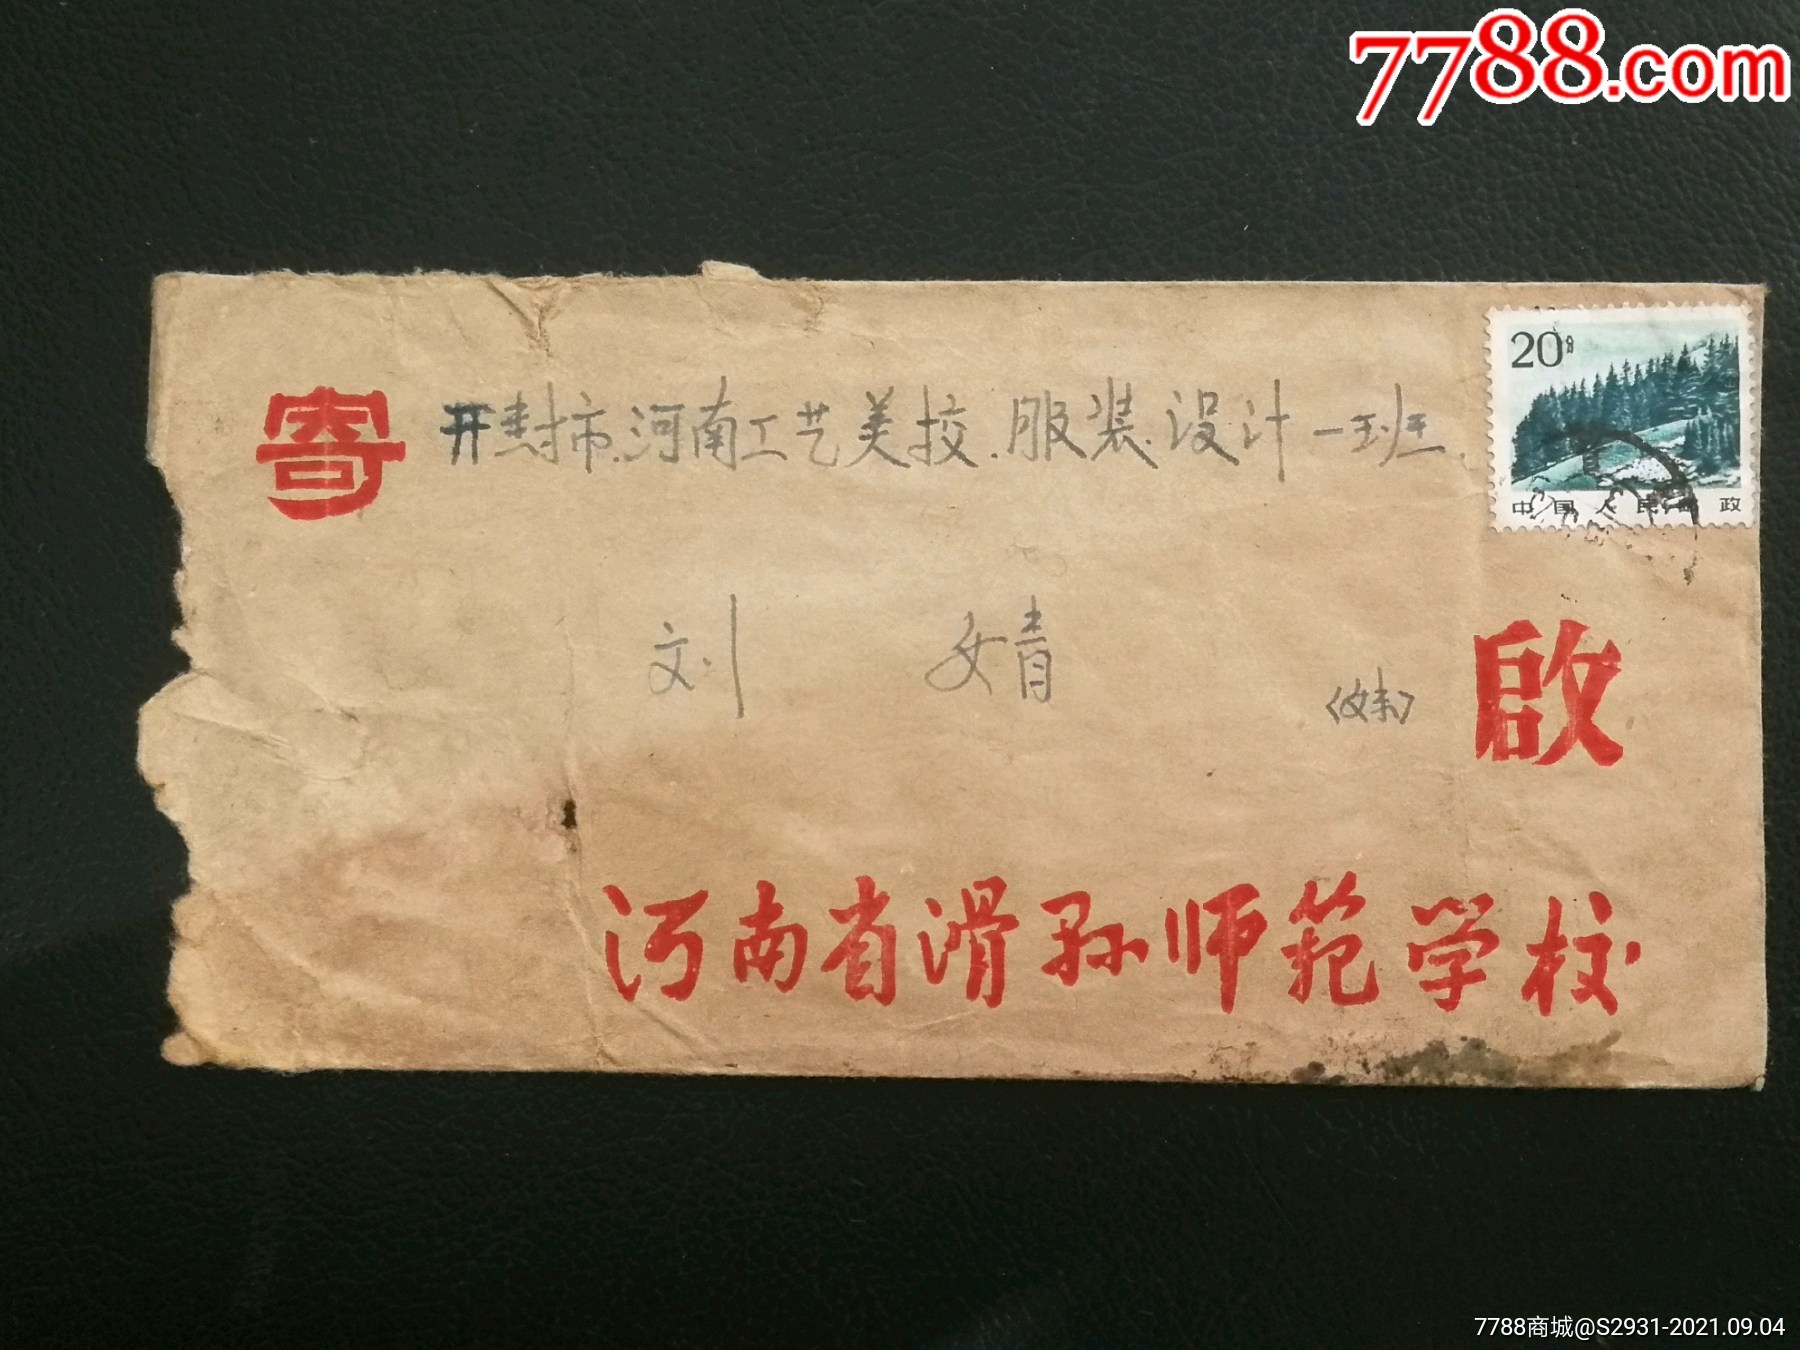 7788.com
20分
中国人民邮政
寄
开封市.河南工艺美校.服装设计一班.
刘 婧 〈妹〉
啟
河南省滑县师范学校
7788商城@S2931-2021.09.04